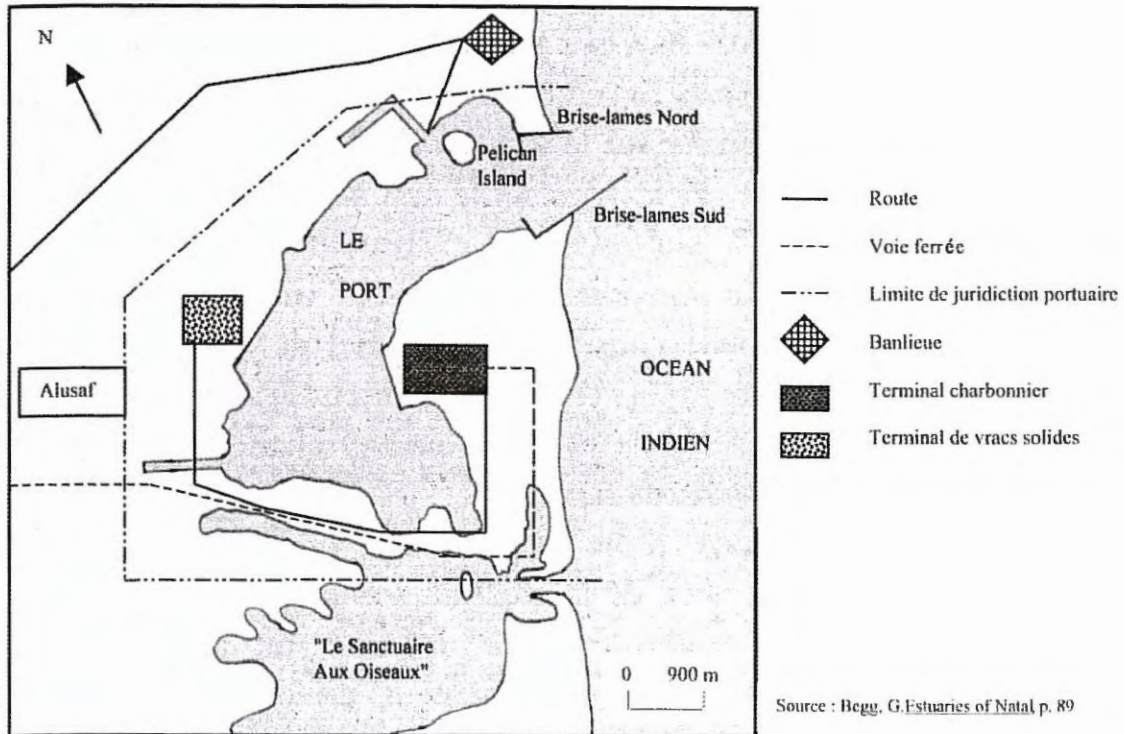 N
Brise-lames Nord
Pelican
Island
Brise-lames Sud
LE
PORT
OCEAN
INDIEN
Alusaf
"Le Sanctuaire
Aux Oiseaux"
0 900 m
Route
Voie ferrée
Limite de juridiction portuaire
Banlieue
Terminal charbonnier
Terminal de vracs solides
Source : Begg, G.Estuaries of Natal, p. 89